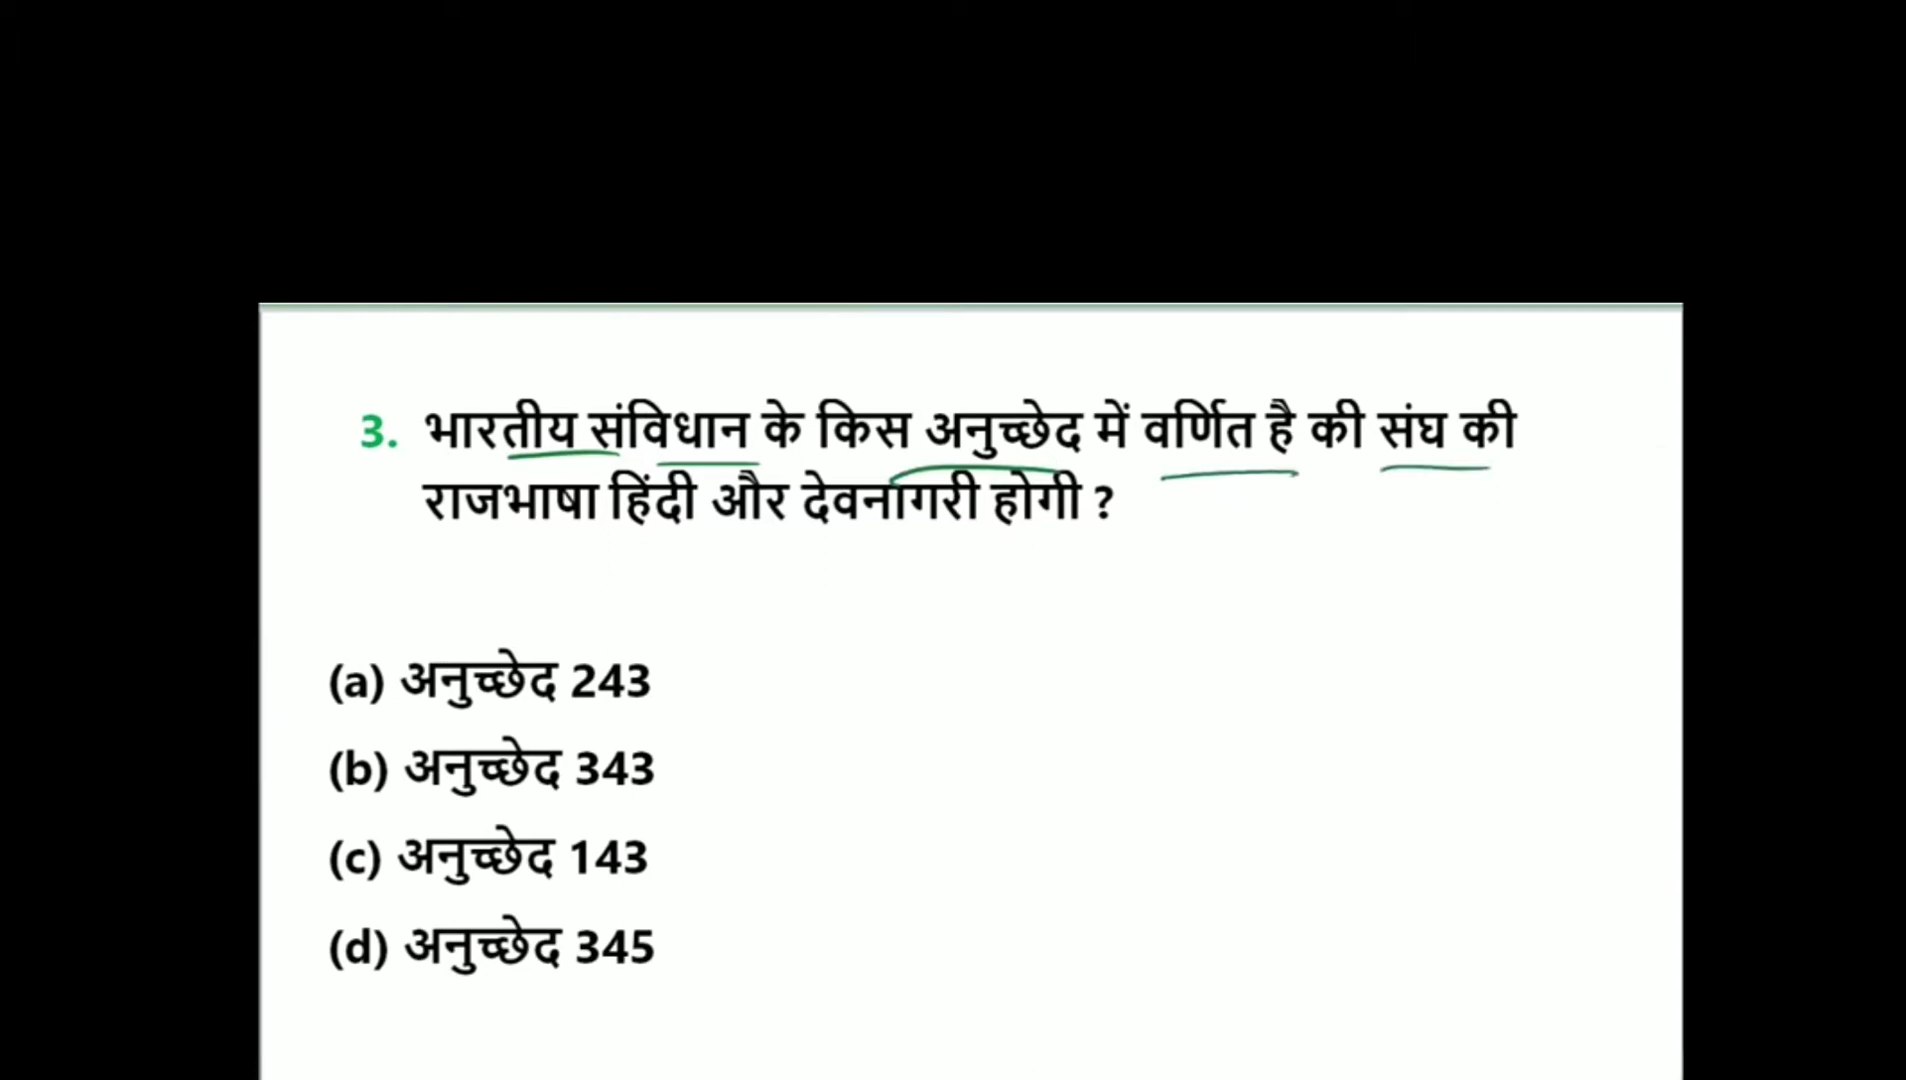 3. भारतीय संविधान के किस अनुच्छेद में वर्णित है की संघ की
राजभाषा हिंदी और देवनागरी होगी ?
(a) अनुच्छेद 243
(b) अनुच्छेद 343
(c) अनुच्छेद 143
(d) अनुच्छेद 345